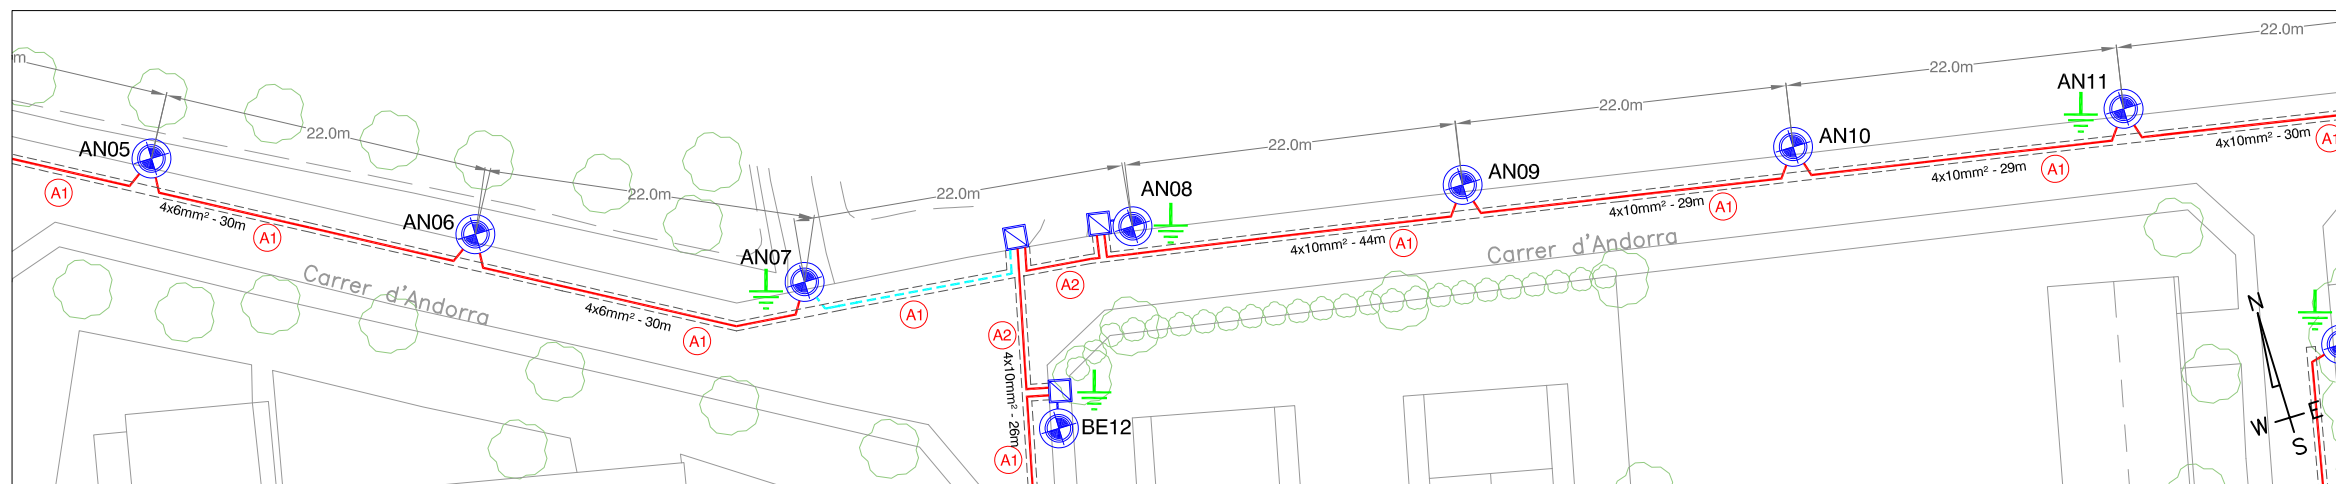 m
AN05
A1
22.0m
4x6mm² - 30m
A1
AN06
Carrer d'Andorra
22.0m
4x6mm² - 30m
A1
AN07
22.0m
A1
AN08
A2
A2
4x10mm² - 26m
A1
BE12
22.0m
4x10mm² - 44m
A1
AN09
Carrer d'Andorra
22.0m
4x10mm² - 29m
A1
AN10
22.0m
4x10mm² - 29m
A1
AN11
22.0m
4x10mm² - 30m
A1
N
W
E
S